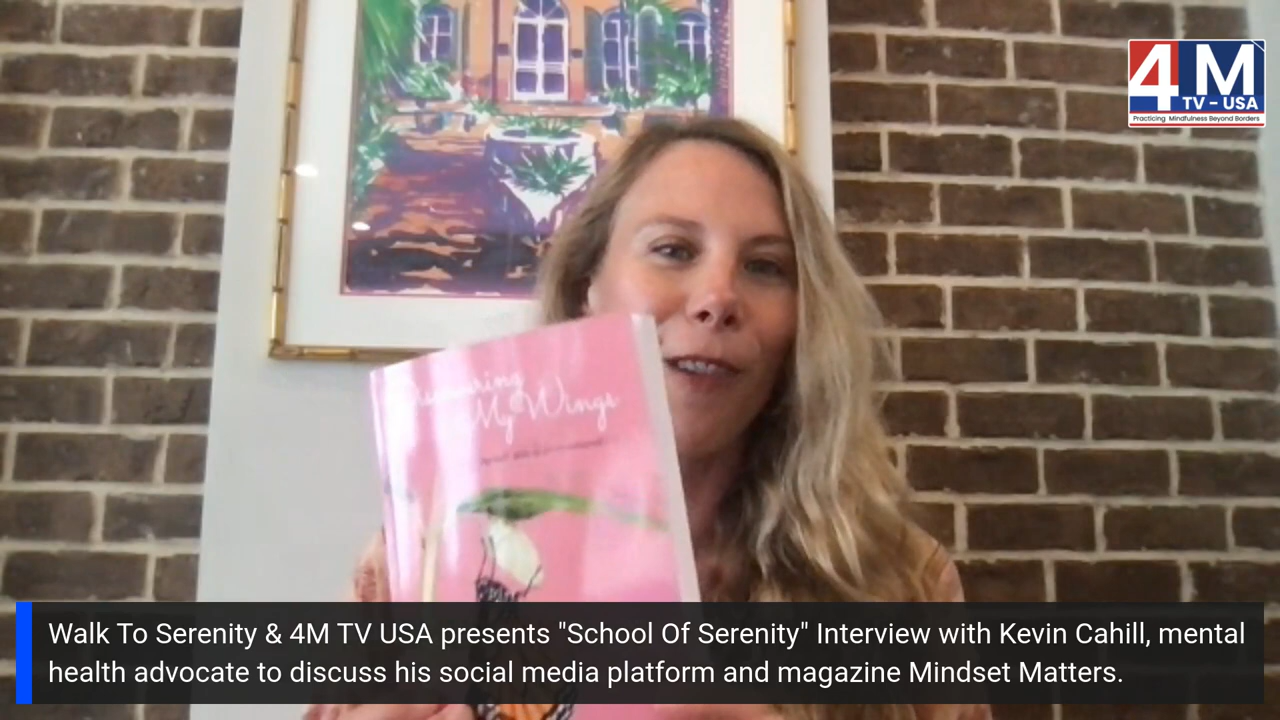 4M
TV - USA
Practicing Mindfulness Beyond Borders
My Wings
Walk To Serenity & 4M TV USA presents "School Of Serenity" Interview with Kevin Cahill, mental
health advocate to discuss his social media platform and magazine Mindset Matters.